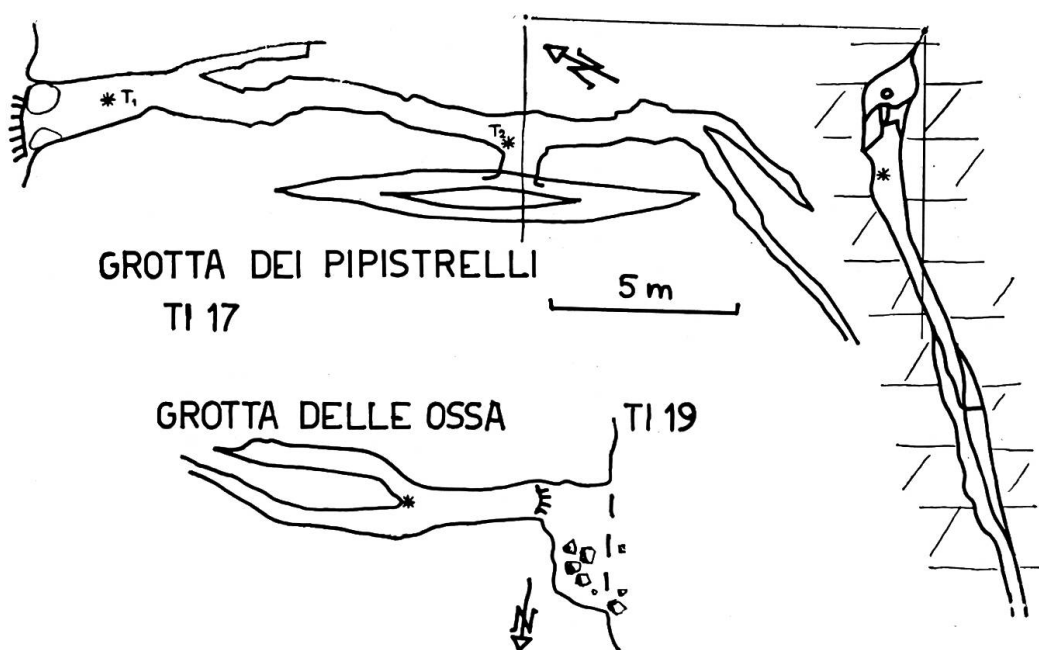 T1
T2
N
GROTTA DEI PIPISTRELLI
TI 17
5 m
GROTTA DELLE OSSA
TI 19
N